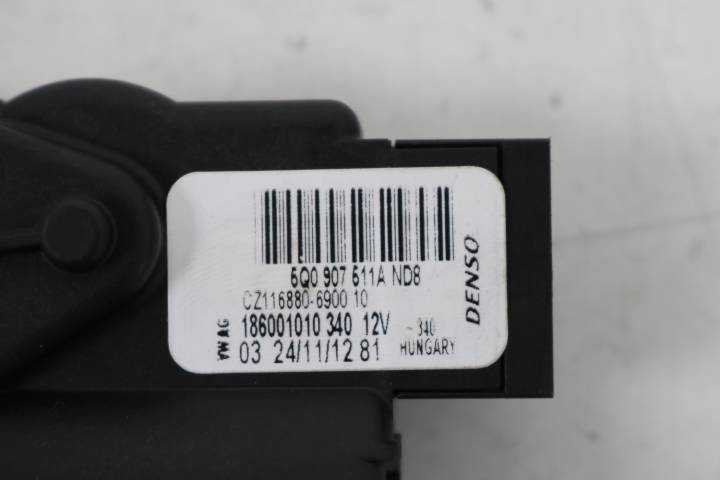 5Q0 907 511A ND8
CZ116880-6900 10
186001010 340 12V
~ 340
03 24/11/12 81
HUNGARY
VW AG
DENSO